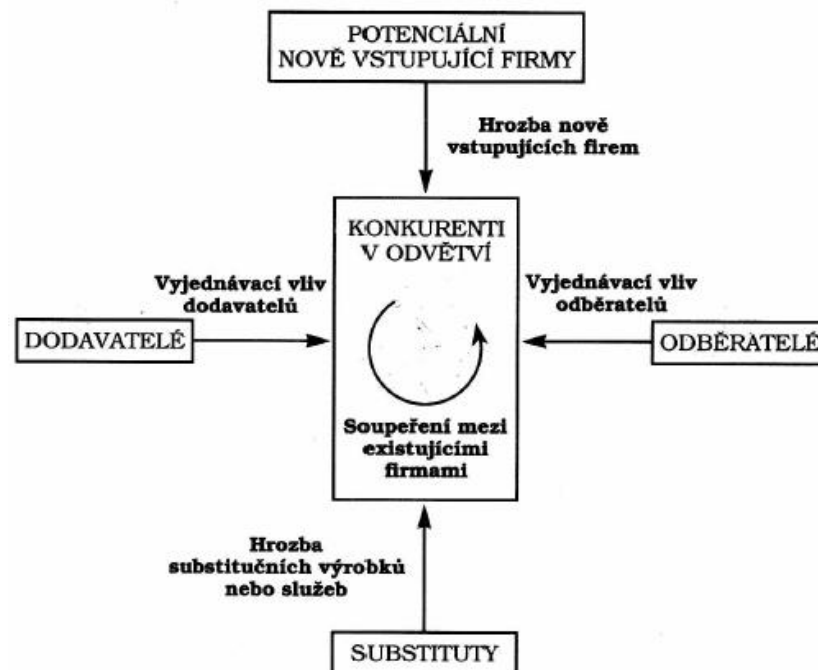 POTENCIÁLNÍ
NOVĚ VSTUPUJÍCÍ FIRMY
Hrozba nově
vstupujících firem
KONKURENTI
V ODVĚTVÍ
Vyjednávací vliv
dodavatelů
Vyjednávací vliv
odběratelů
DODAVATELÉ
ODBĚRATELÉ
Soupeření mezi
existujícími
firmami
Hrozba
substitučních výrobků
nebo služeb
SUBSTITUTY